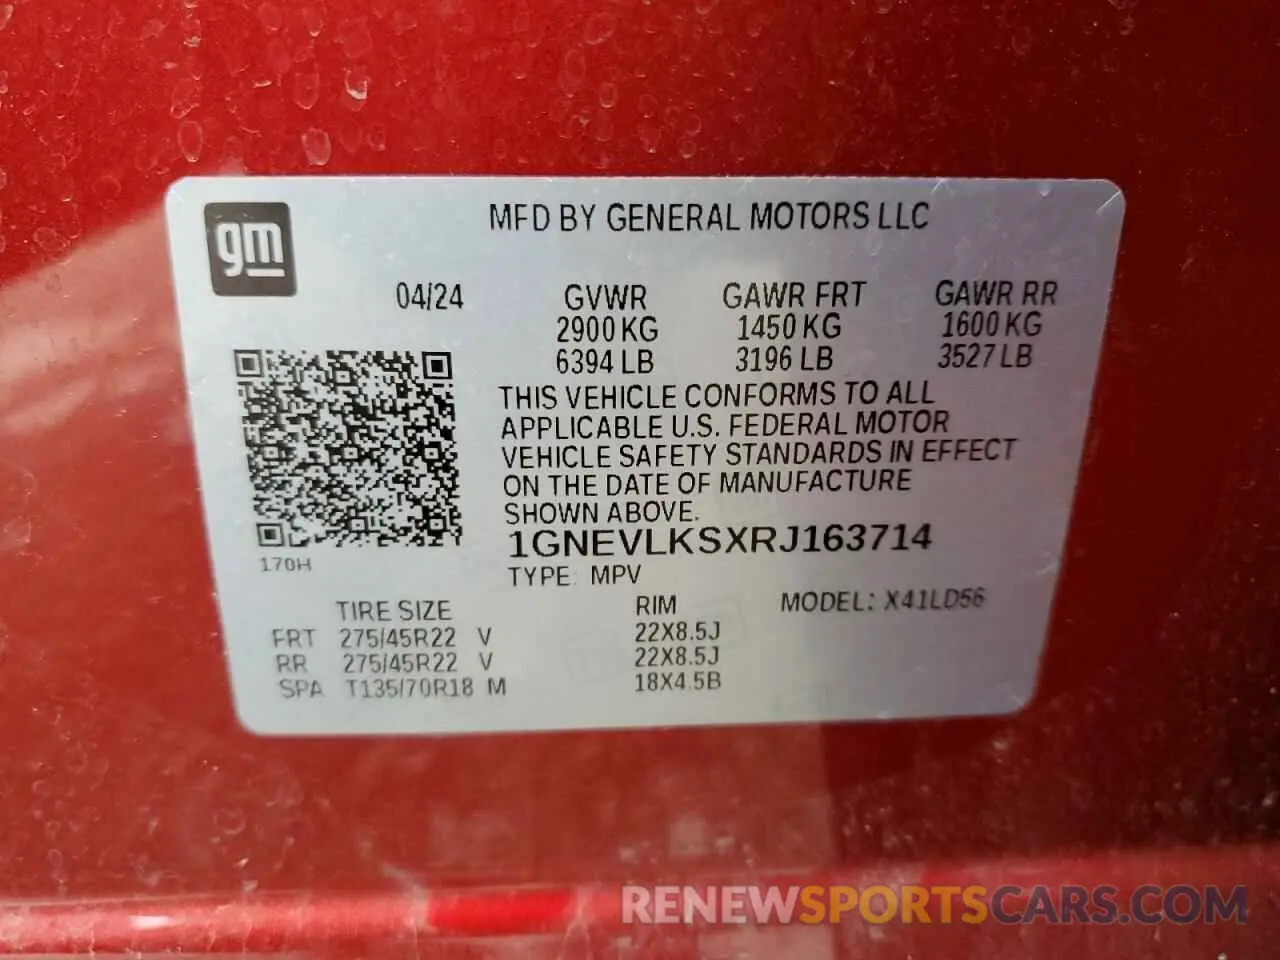 gm
MFD BY GENERAL MOTORS LLC
04/24 GVWR GAWR FRT GAWR RR
2900 KG 1450 KG 1600 KG
6394 LB 3196 LB 3527 LB
THIS VEHICLE CONFORMS TO ALL
APPLICABLE U.S. FEDERAL MOTOR
VEHICLE SAFETY STANDARDS IN EFFECT
ON THE DATE OF MANUFACTURE
SHOWN ABOVE.
1GNEVLKSXRJ163714
170H
TYPE: MPV
TIRE SIZE RIM MODEL: X41LD56
FRT 275/45R22 V 22X8.5J
RR 275/45R22 V 22X8.5J
SPA T135/70R18 M 18X4.5B
RENEWSPORTSCARS.COM